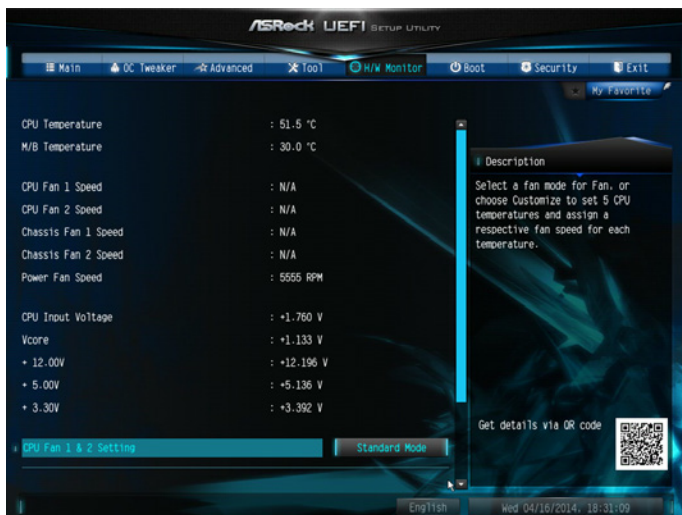 ASRock UEFI SETUP UTILITY
Main OC Tweaker Advanced Tool H/W Monitor Boot Security Exit
My Favorite
CPU Temperature : 51.5 °C
M/B Temperature : 30.0 °C
CPU Fan 1 Speed : N/A
CPU Fan 2 Speed : N/A
Chassis Fan 1 Speed : N/A
Chassis Fan 2 Speed : N/A
Power Fan Speed : 5555 RPM
CPU Input Voltage : +1.760 V
Vcore : +1.133 V
+ 12.00V : +12.196 V
+ 5.00V : +5.136 V
+ 3.30V : +3.392 V
CPU Fan 1 & 2 Setting Standard Mode
Description
Select a fan mode for Fan, or
choose Customize to set 5 CPU
temperatures and assign a
respective fan speed for each
temperature.
Get details via QR code
English Wed 04/16/2014, 18:31:09